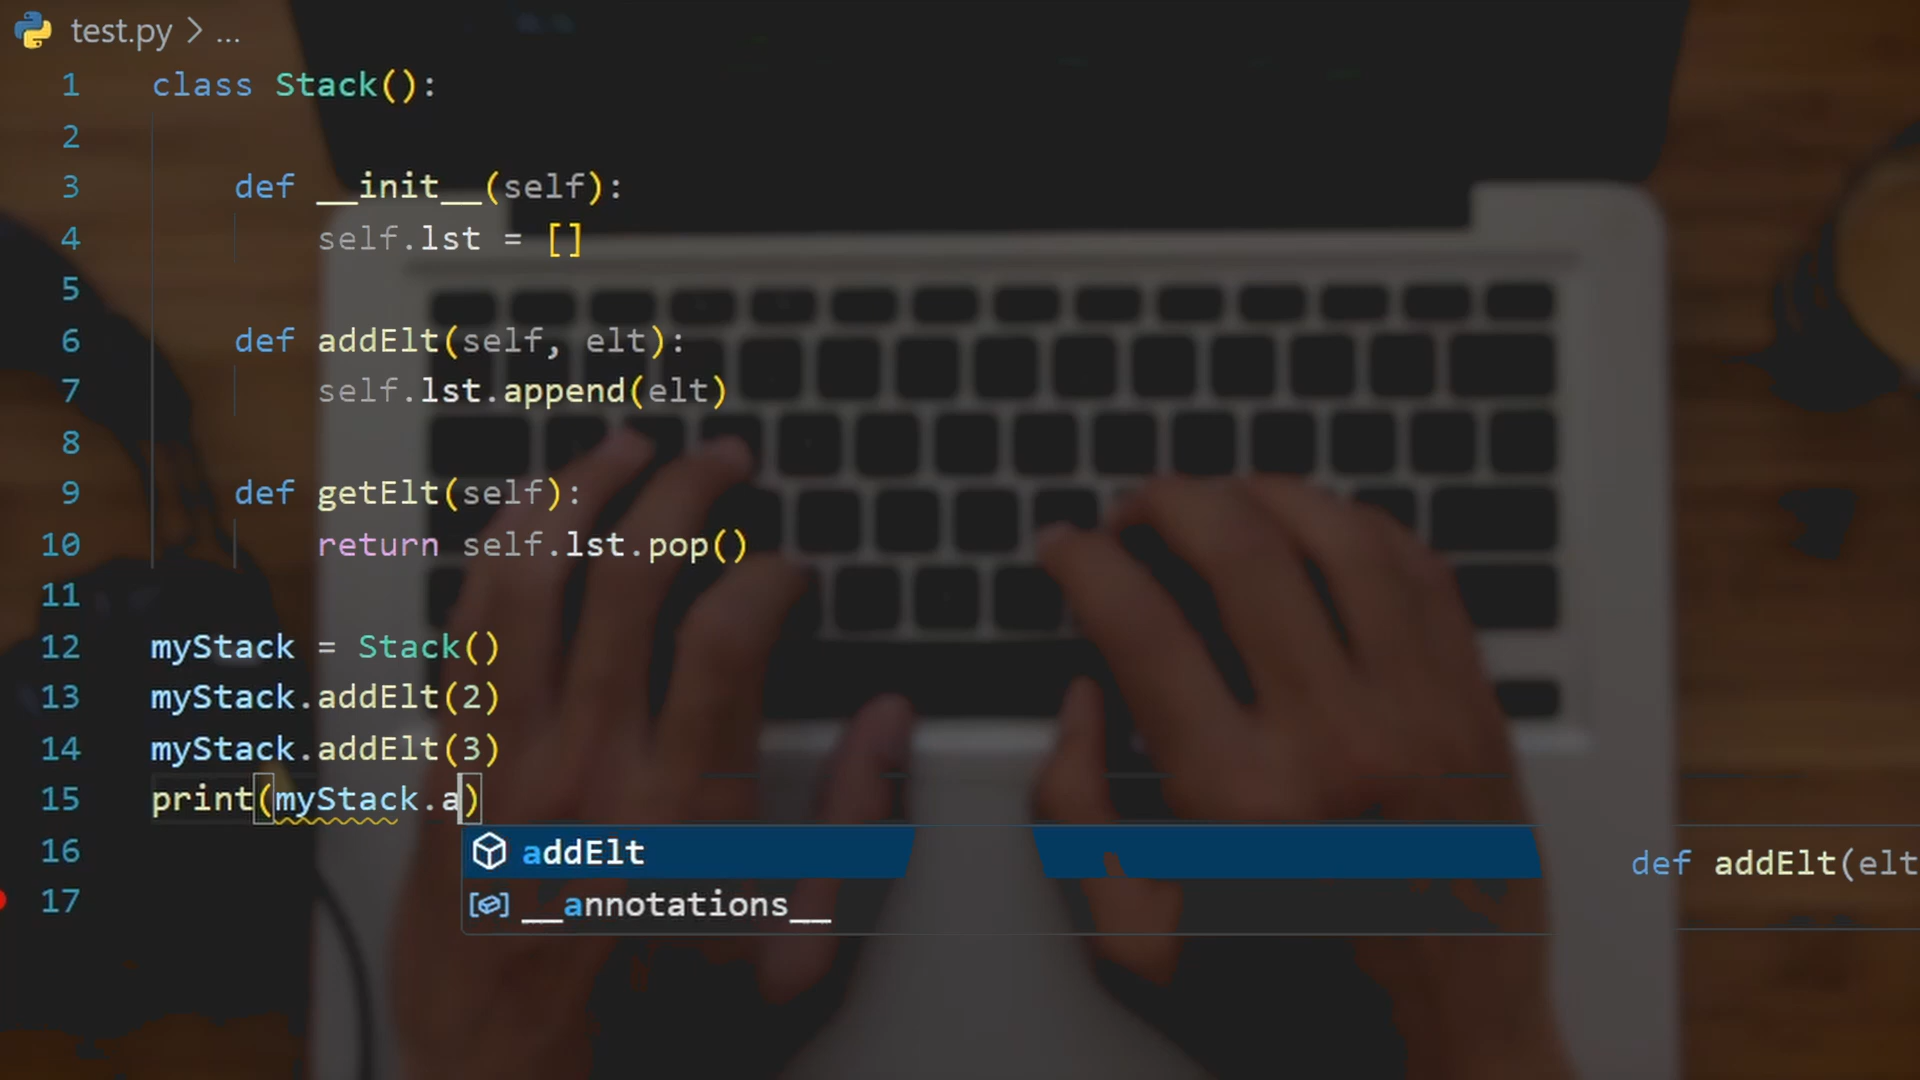 test.py > ...
1 class Stack():
2
3 def __init__(self):
4 self.lst = []
5
6 def addElt(self, elt):
7 self.lst.append(elt)
8
9 def getElt(self):
10 return self.lst.pop()
11
12 myStack = Stack()
13 myStack.addElt(2)
14 myStack.addElt(3)
15 print(myStack.a)
16 addElt
def addElt(elt
17 __annotations__